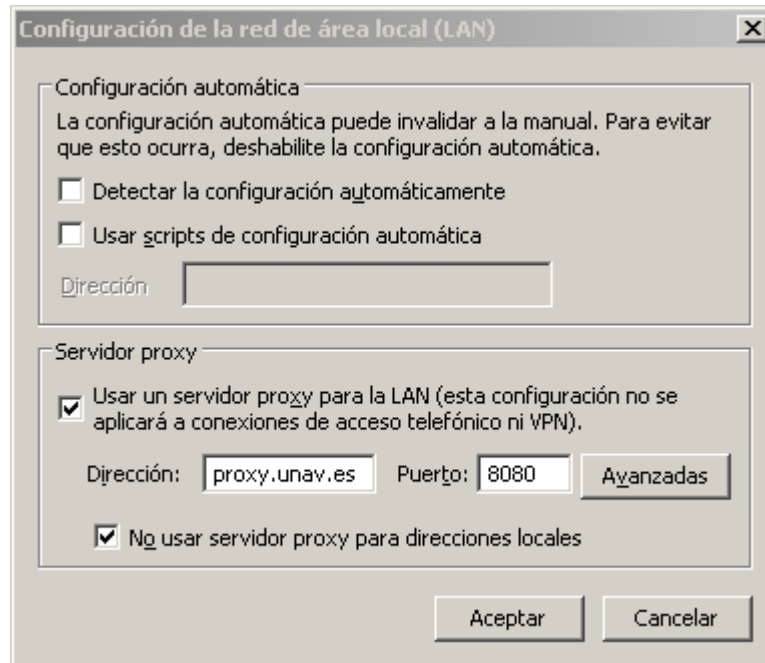 Configuración de la red de área local (LAN)
Configuración automática
La configuración automática puede invalidar a la manual. Para evitar
que esto ocurra, deshabilite la configuración automática.
Detectar la configuración automáticamente
Usar scripts de configuración automática
Dirección
Servidor proxy
Usar un servidor proxy para la LAN (esta configuración no se
aplicará a conexiones de acceso telefónico ni VPN).
Dirección: proxy.unav.es Puerto: 8080 Avanzadas
No usar servidor proxy para direcciones locales
Aceptar Cancelar